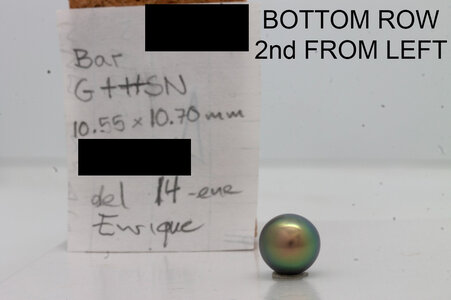 BOTTOM ROW
2nd FROM LEFT
Bar
G+++SN
10.55 x 10.70 mm
del 14-ene
Enrique